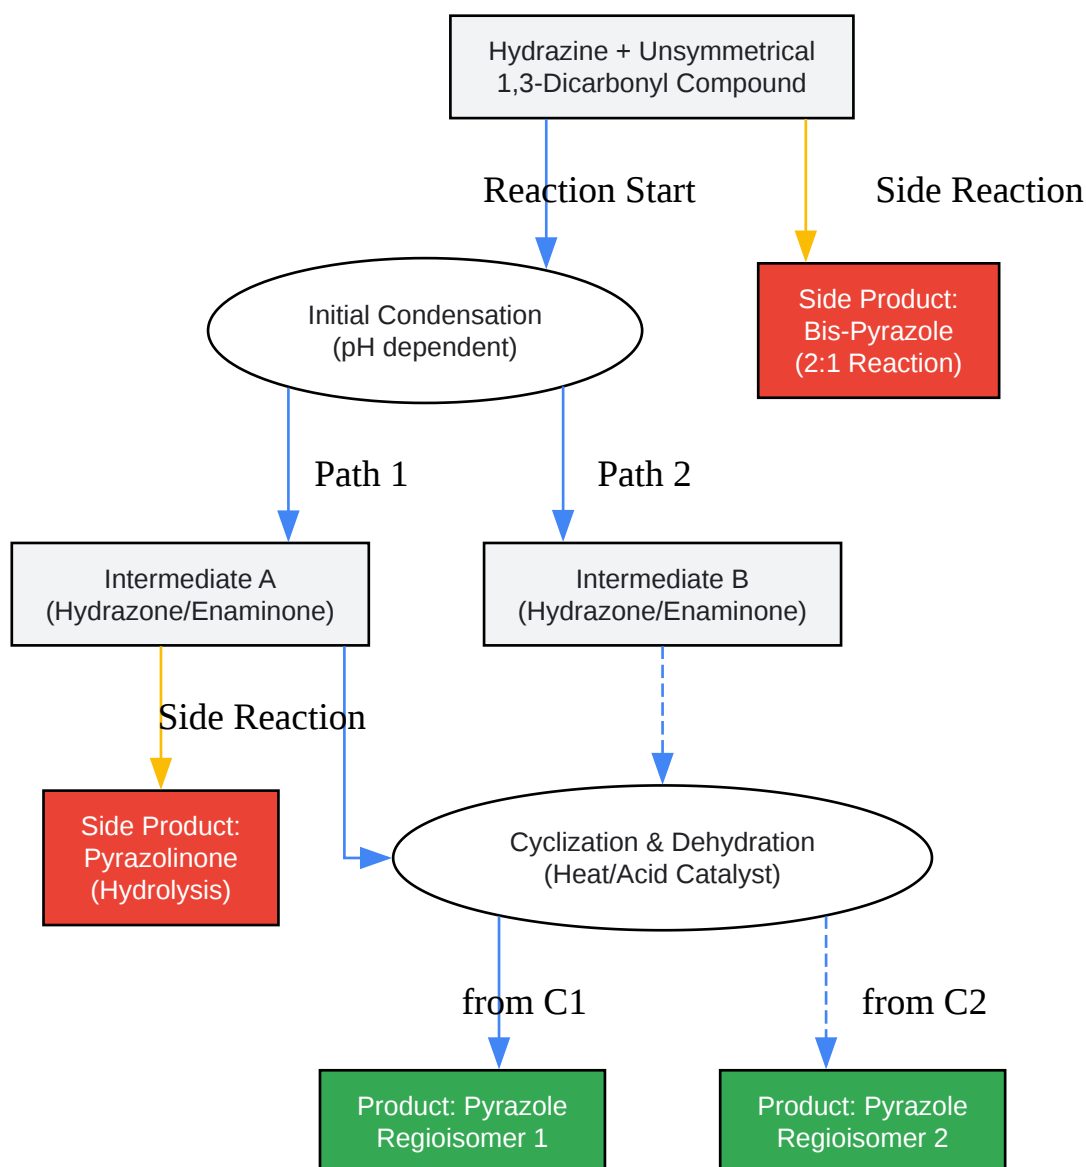 Hydrazine + Unsymmetrical
1,3-Dicarbonyl Compound
Reaction Start
Side Reaction
Initial Condensation
(pH dependent)
Side Product:
Bis-Pyrazole
(2:1 Reaction)
Path 1
Path 2
Intermediate A
(Hydrazone/Enaminone)
Intermediate B
(Hydrazone/Enaminone)
Side Reaction
Side Product:
Pyrazolinone
(Hydrolysis)
Cyclization & Dehydration
(Heat/Acid Catalyst)
from C1
from C2
Product: Pyrazole
Regioisomer 1
Product: Pyrazole
Regioisomer 2